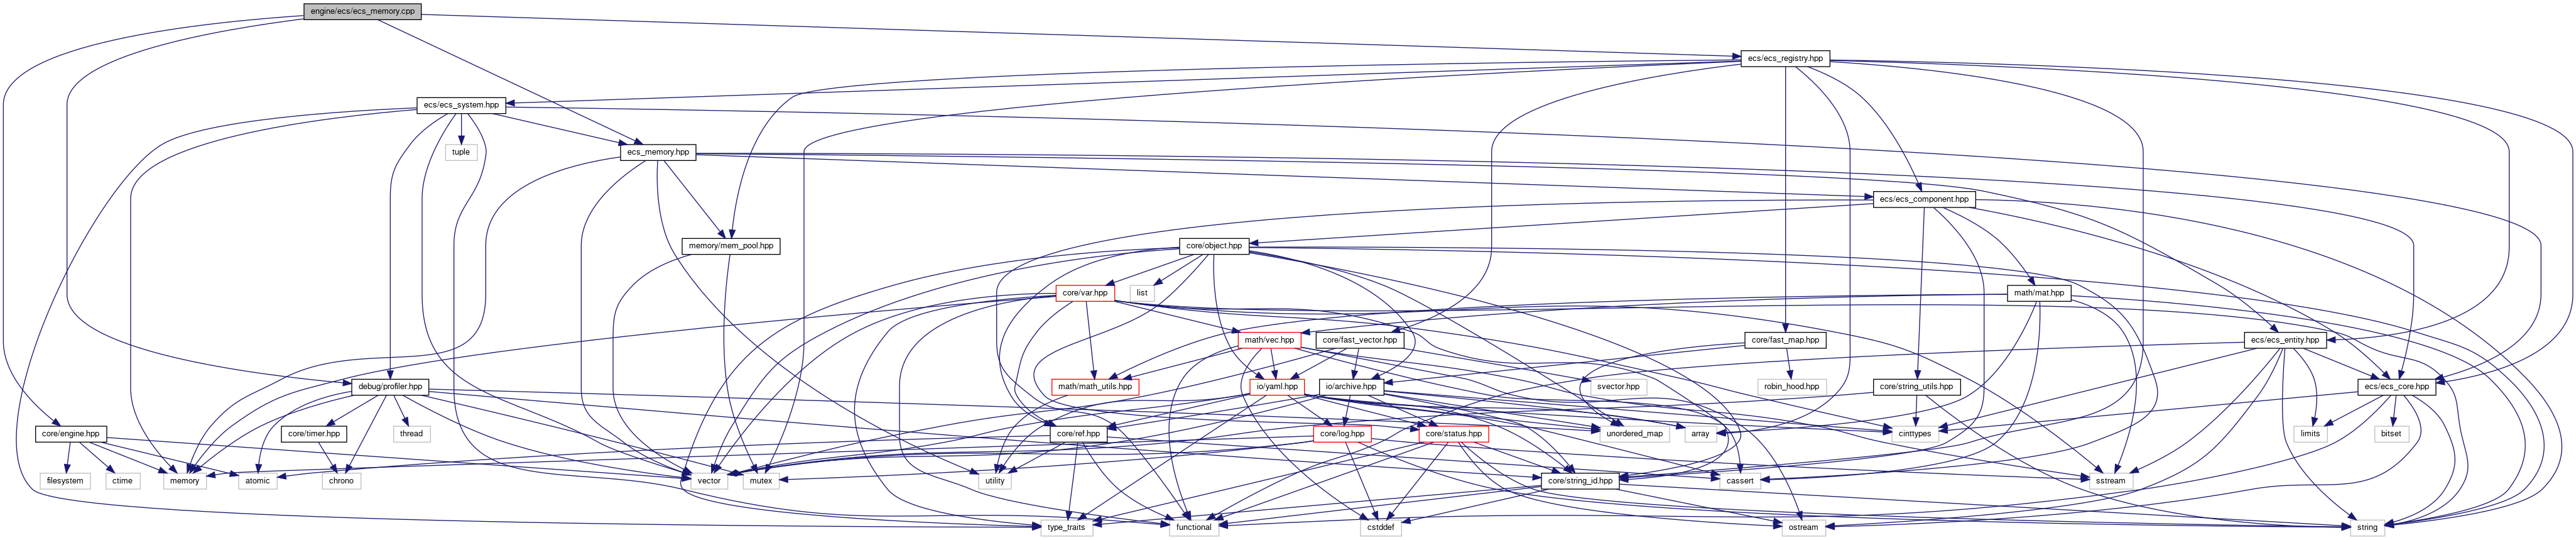 engine/ecs/ecs_memory.cpp
ecs/ecs_registry.hpp
ecs/ecs_system.hpp
tuple
ecs_memory.hpp
ecs/ecs_component.hpp
memory/mem_pool.hpp
core/object.hpp
core/var.hpp
list
math/mat.hpp
math/vec.hpp
core/fast_vector.hpp
core/fast_map.hpp
ecs/ecs_entity.hpp
debug/profiler.hpp
math/math_utils.hpp
io/yaml.hpp
io/archive.hpp
svector.hpp
robin_hood.hpp
core/string_utils.hpp
ecs/ecs_core.hpp
core/engine.hpp
core/timer.hpp
thread
core/ref.hpp
core/log.hpp
core/status.hpp
unordered_map
array
cinttypes
limits
bitset
filesystem
ctime
memory
atomic
chrono
vector
mutex
utility
core/string_id.hpp
cassert
sstream
type_traits
functional
cstddef
ostream
string